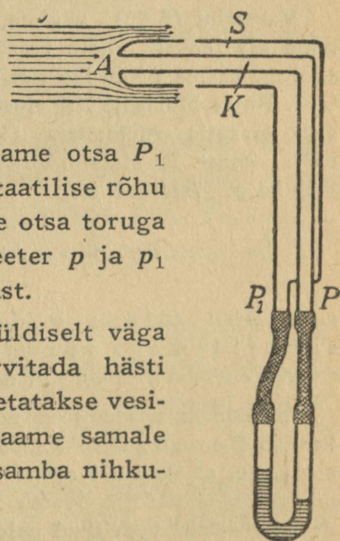 S
A
K
ame otsa P₁
taatilise rõhu
e otsa toruga
eeter p ja p₁
st.
P₁ P
üldiselt väga
rvitada hästi
etatakse vesi-
aame samale
samba nihku-